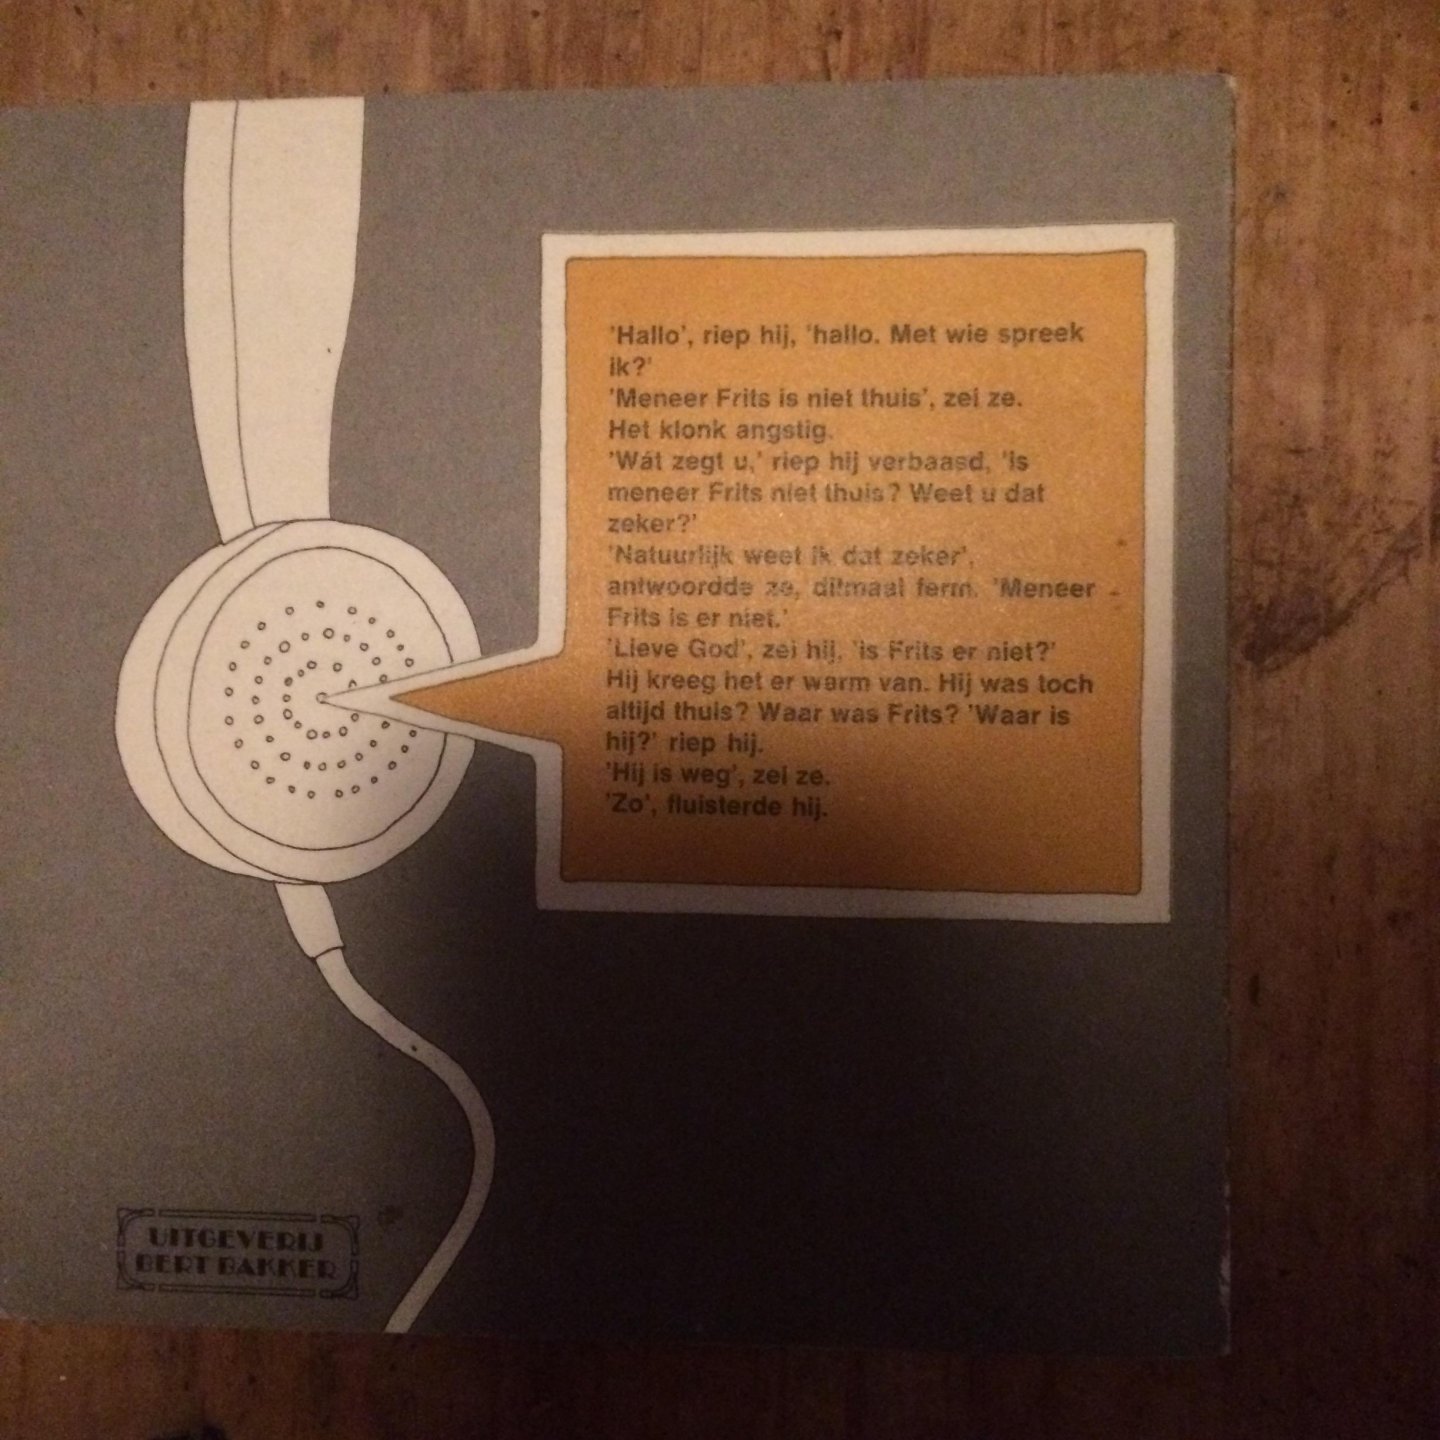 'Hallo', riep hij, 'hallo. Met wie spreek
ik?'
'Meneer Frits is niet thuis', zei ze.
Het klonk angstig.
'Wát zegt u,' riep hij verbaasd, 'is
meneer Frits niet thuis? Weet u dat
zeker?'
'Natuurlijk weet ik dat zeker',
antwoordde ze, ditmaal ferm. 'Meneer
Frits is er niet.'
'Lieve God', zei hij, 'is Frits er niet?'
Hij kreeg het er warm van. Hij was toch
altijd thuis? Waar was Frits? 'Waar is
hij?' riep hij.
'Hij is weg', zei ze.
'Zo', fluisterde hij.
UITGEVERIJ
BERT BAKKER